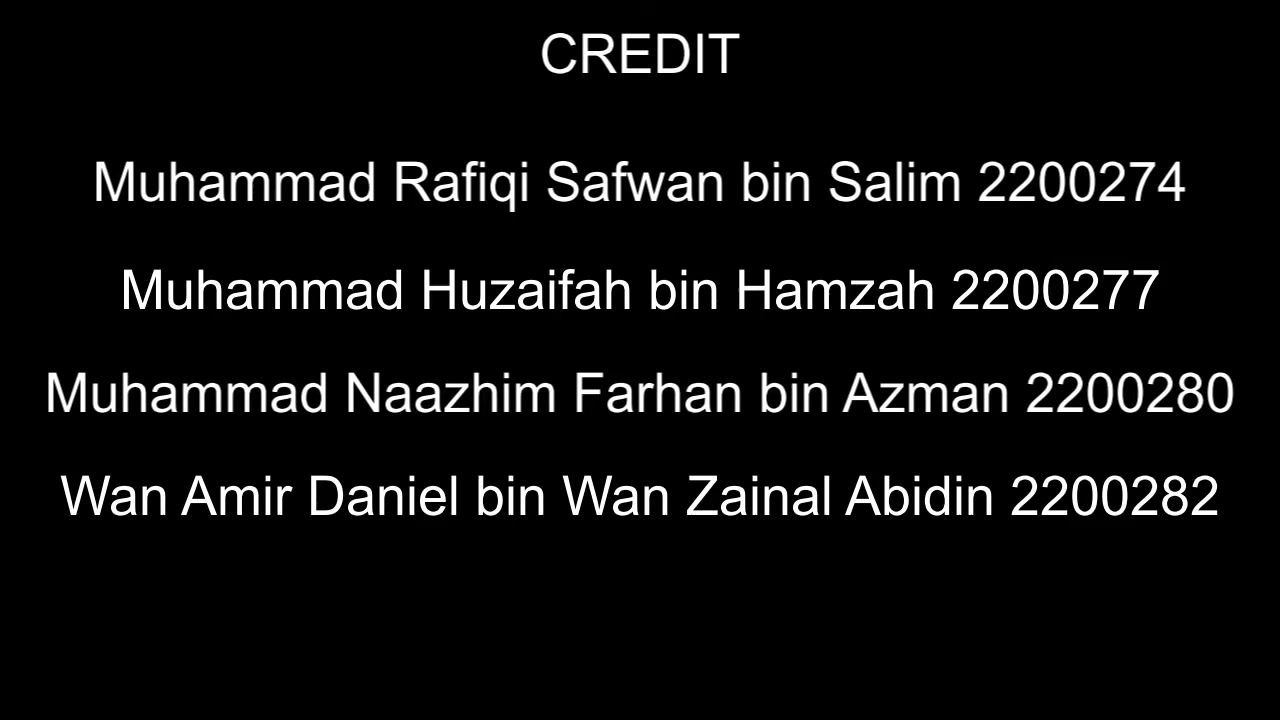 CREDIT
Muhammad Rafiqi Safwan bin Salim 2200274
Muhammad Huzaifah bin Hamzah 2200277
Muhammad Naazhim Farhan bin Azman 2200280
Wan Amir Daniel bin Wan Zainal Abidin 2200282